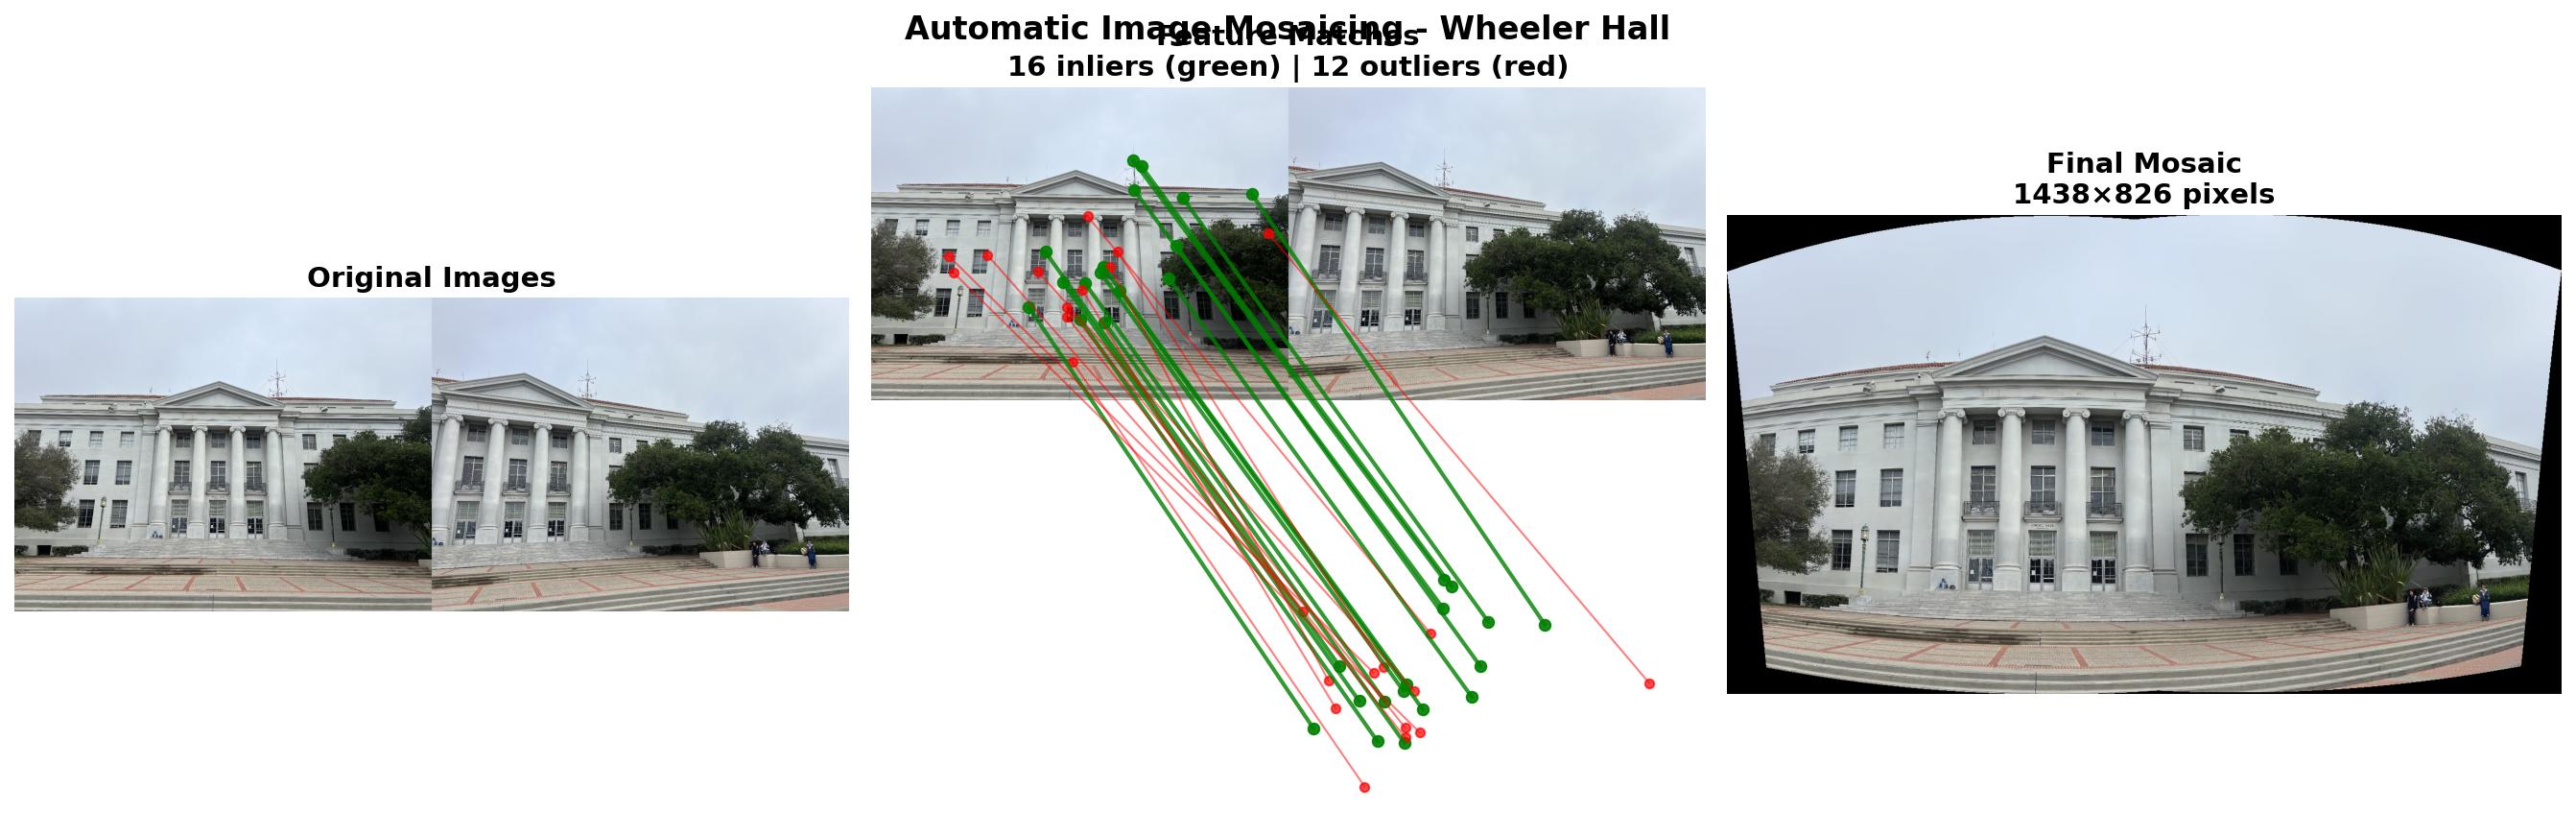 Automatic Image Mosaicing - Wheeler Hall
Feature Matches
16 inliers (green) | 12 outliers (red)
Original Images
Final Mosaic
1438×826 pixels